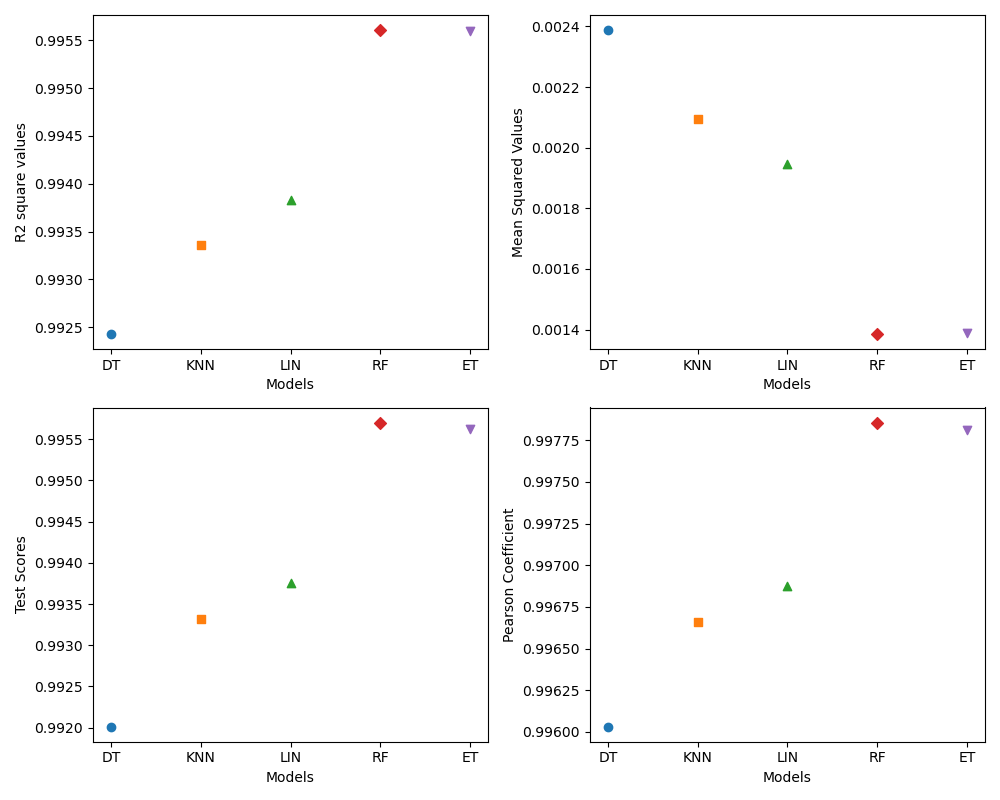 0.9955
0.9950
0.9945
0.9940
0.9935
0.9930
0.9925
R2 square values
DT KNN LIN RF ET
Models
0.0024
0.0022
0.0020
0.0018
0.0016
0.0014
Mean Squared Values
DT KNN LIN RF ET
Models
0.9955
0.9950
0.9945
0.9940
0.9935
0.9930
0.9925
0.9920
Test Scores
DT KNN LIN RF ET
Models
0.99775
0.99750
0.99725
0.99700
0.99675
0.99650
0.99625
0.99600
Pearson Coefficient
DT KNN LIN RF ET
Models